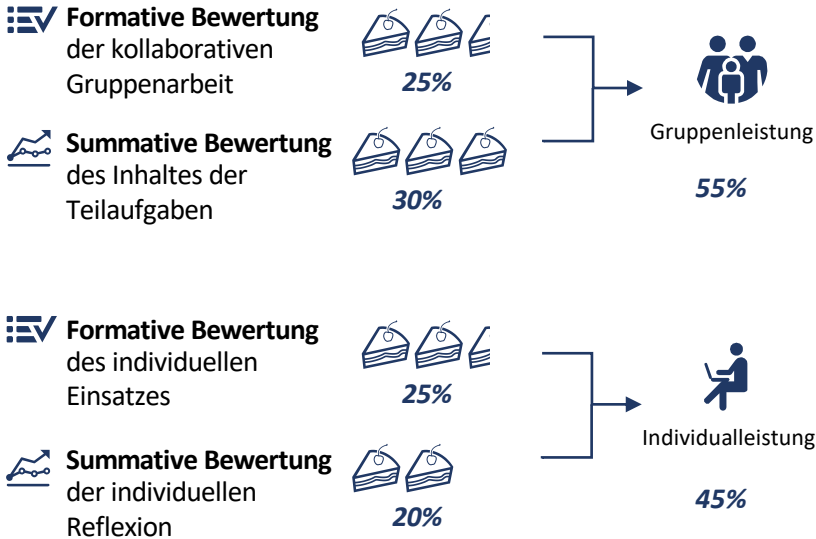 Formative Bewertung
der kollaborativen
Gruppenarbeit
25%
Summative Bewertung
des Inhaltes der
Teilaufgaben
30%
Gruppenleistung
55%
Formative Bewertung
des individuellen
Einsatzes
25%
Summative Bewertung
der individuellen
Reflexion
20%
Individualleistung
45%